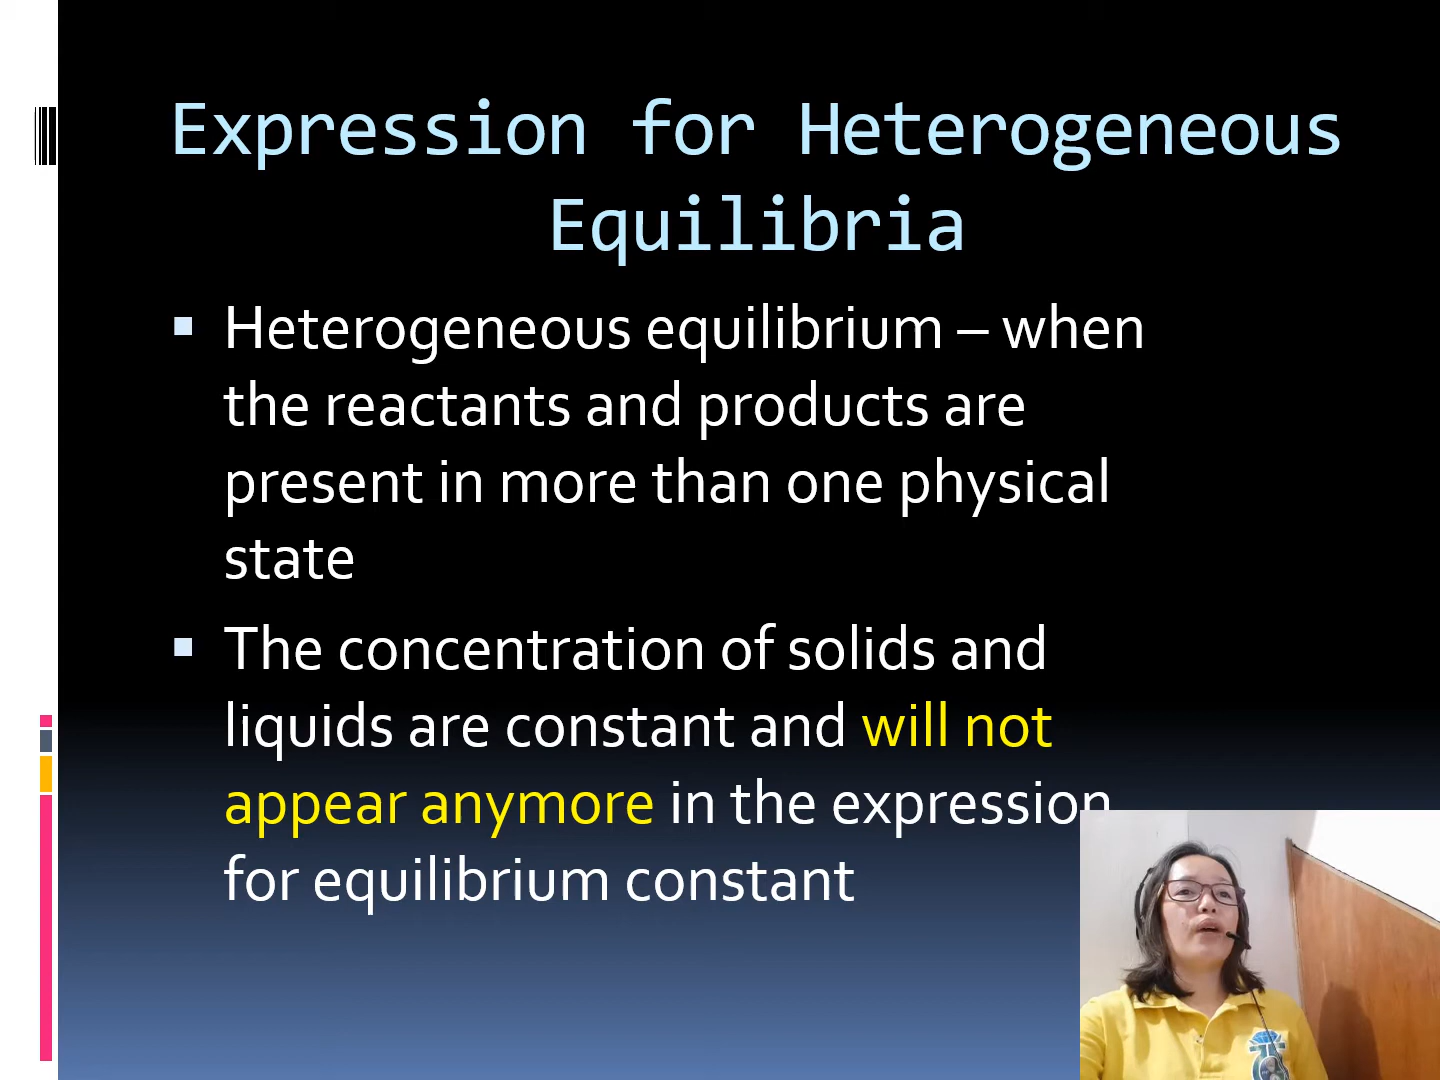 Expression for Heterogeneous
Equilibria
▪ Heterogeneous equilibrium – when
the reactants and products are
present in more than one physical
state
▪ The concentration of solids and
liquids are constant and will not
appear anymore in the expression
for equilibrium constant